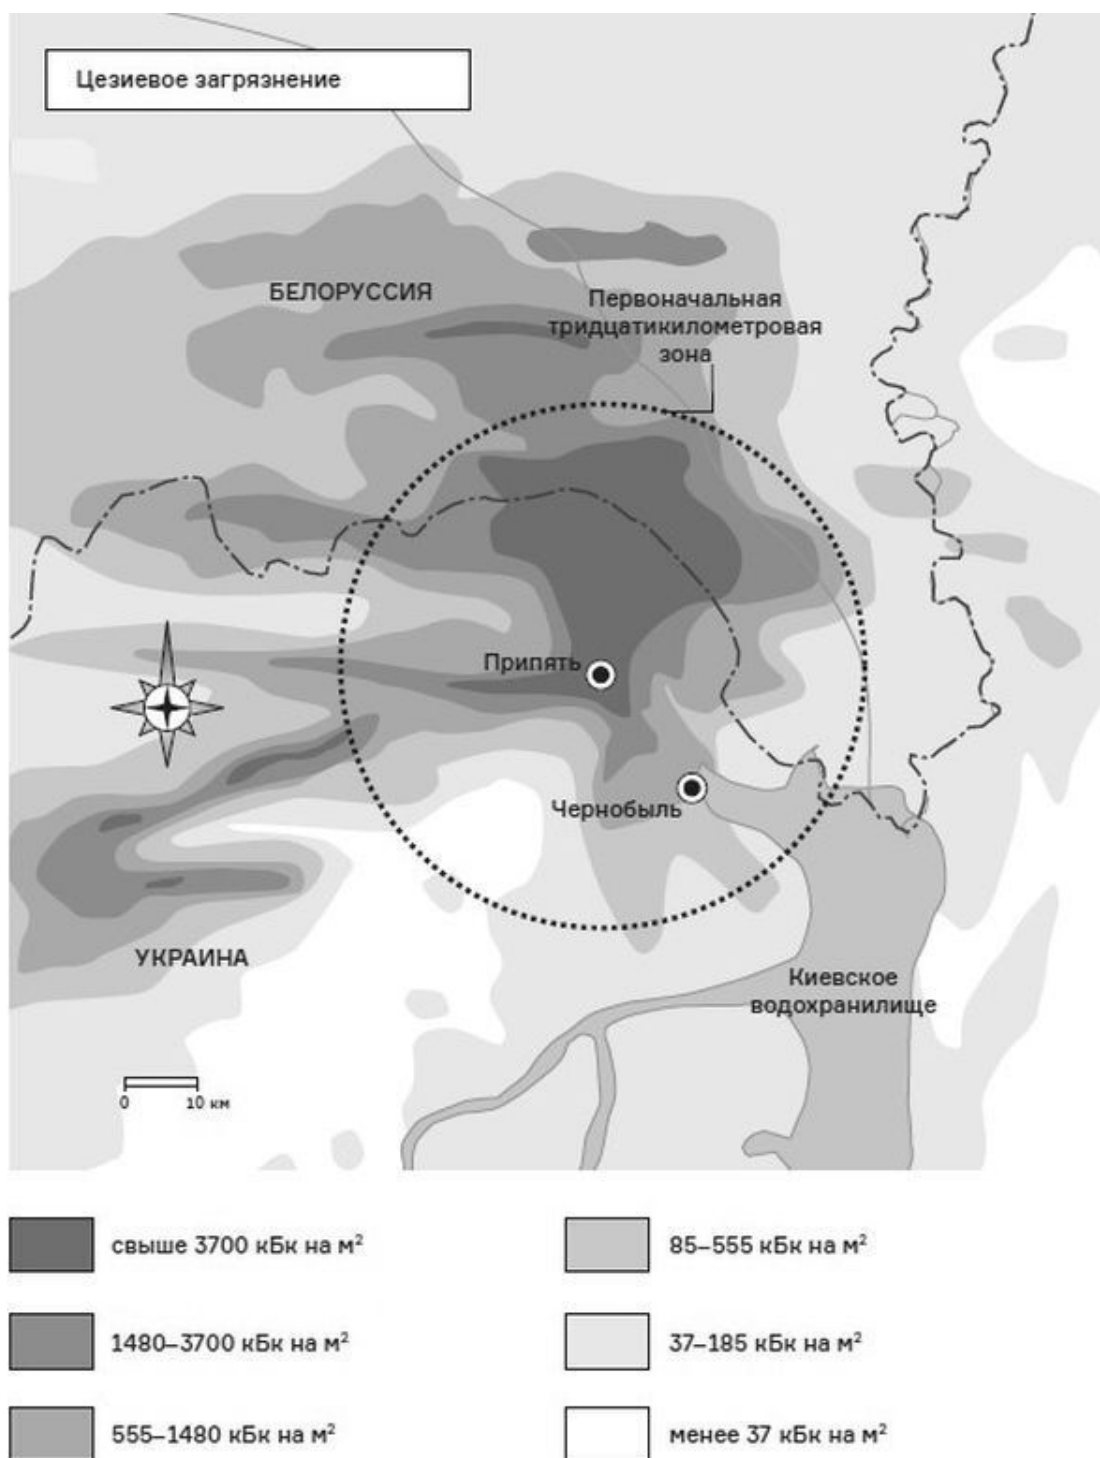 Цезиевое загрязнение
БЕЛОРУССИЯ
Первоначальная
тридцатикилометровая
зона
Припять
Чернобыль
УКРАИНА
Киевское
водохранилище
0 10 км
свыше 3700 кБк на м²
85–555 кБк на м²
1480–3700 кБк на м²
37–185 кБк на м²
555–1480 кБк на м²
менее 37 кБк на м²